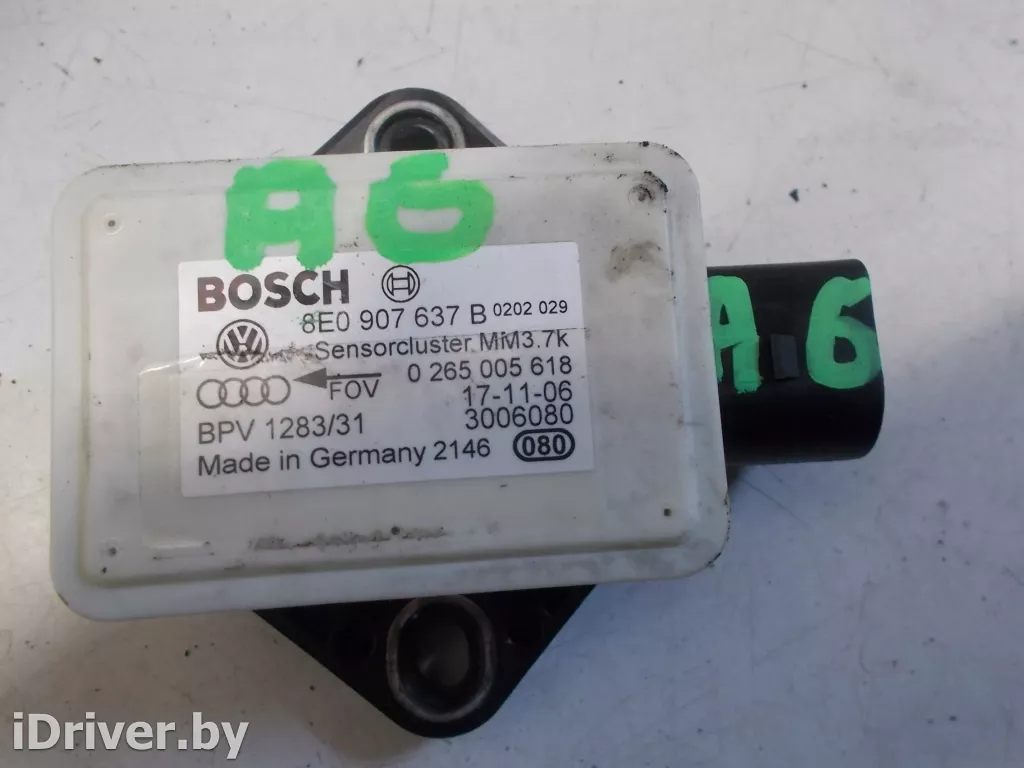 A6
BOSCH
8E0 907 637 B 0202 029
Sensorcluster MM3.7k
FOV 0 265 005 618
17-11-06
BPV 1283/31 3006080
Made in Germany 2146 080
A6
iDriver.by